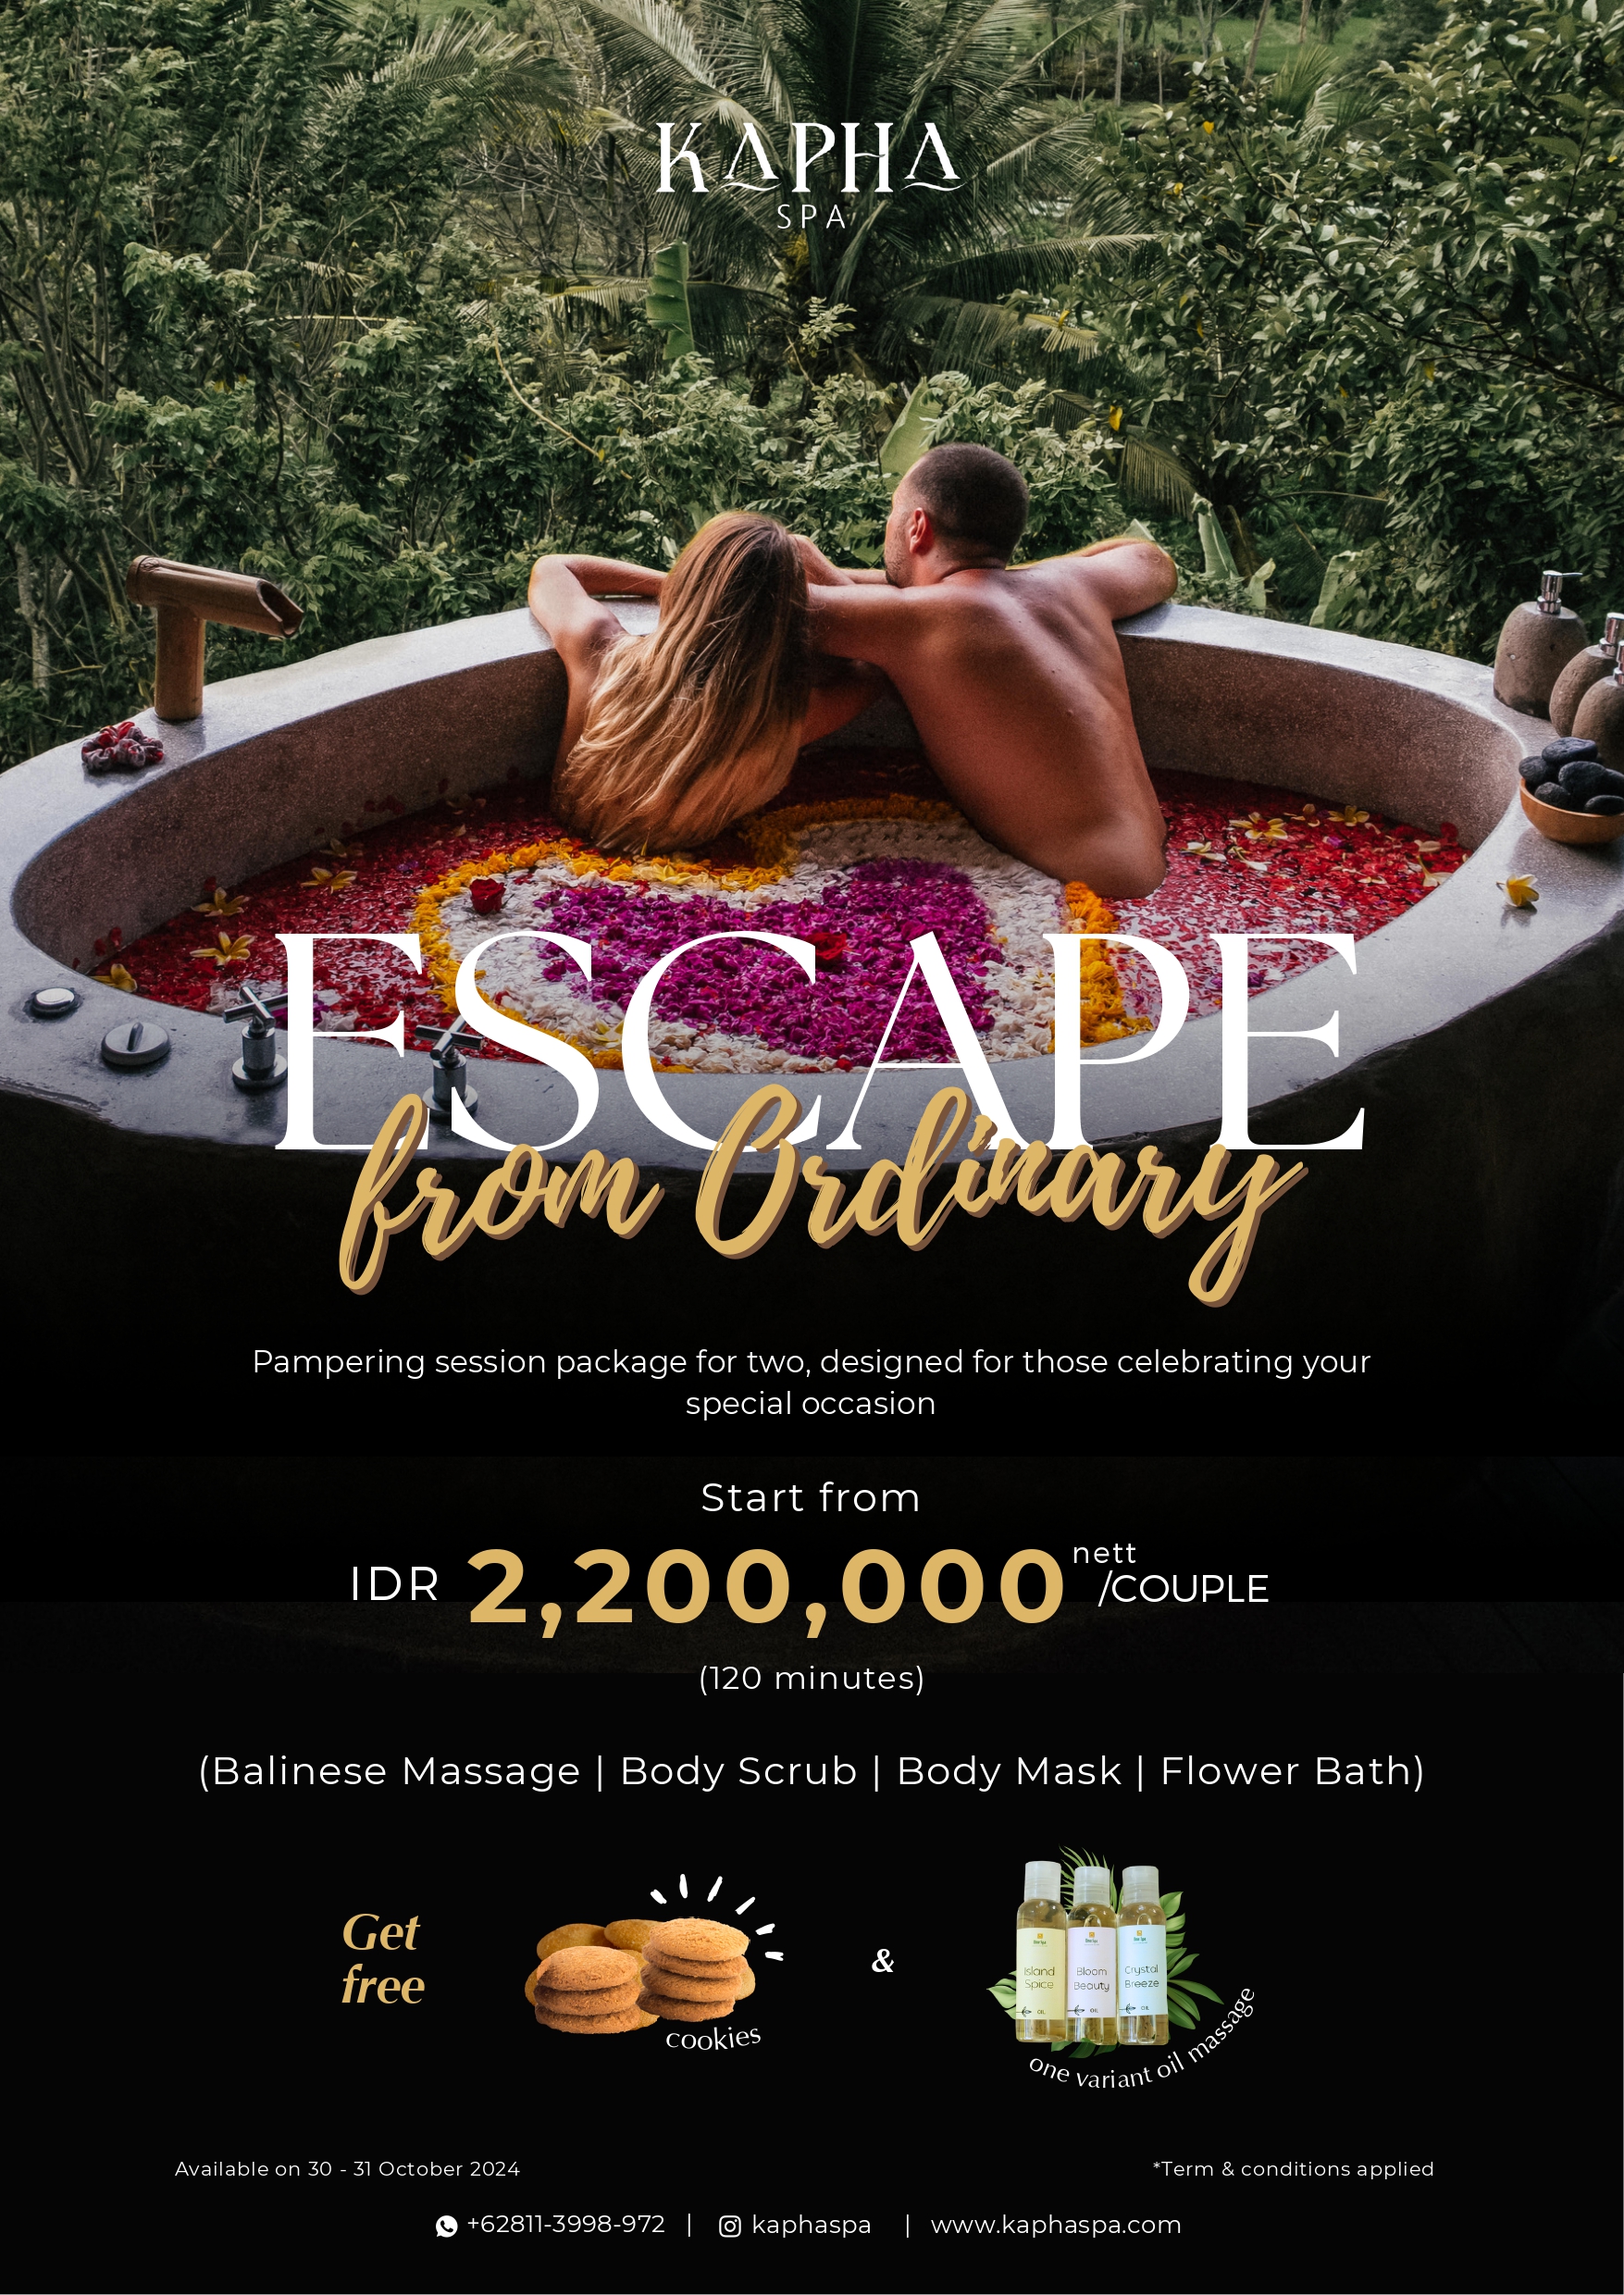 KAPHA
SPA
ESCAPE
from Ordinary
Pampering session package for two, designed for those celebrating your
special occasion
Start from
IDR 2,200,000 nett /COUPLE
(120 minutes)
(Balinese Massage | Body Scrub | Body Mask | Flower Bath)
Get
free
cookies
&
Island
Spice
OIL
Bloom
Beauty
OIL
Crystal
Breeze
OIL
one variant oil massage
Available on 30 - 31 October 2024
*Term & conditions applied
+62811-3998-972 | kaphaspa | www.kaphaspa.com